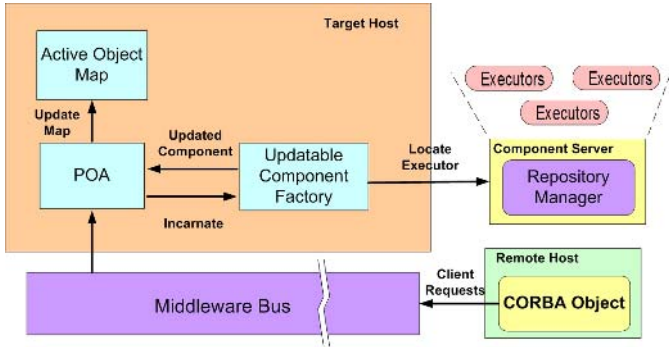 Target Host
Active Object
Map
Update
Map
Updated
Component
POA
Updatable
Component
Factory
Incarnate
Locate
Executor
Executors
Executors
Executors
Component Server
Repository
Manager
Middleware Bus
Client
Requests
Remote Host
CORBA Object